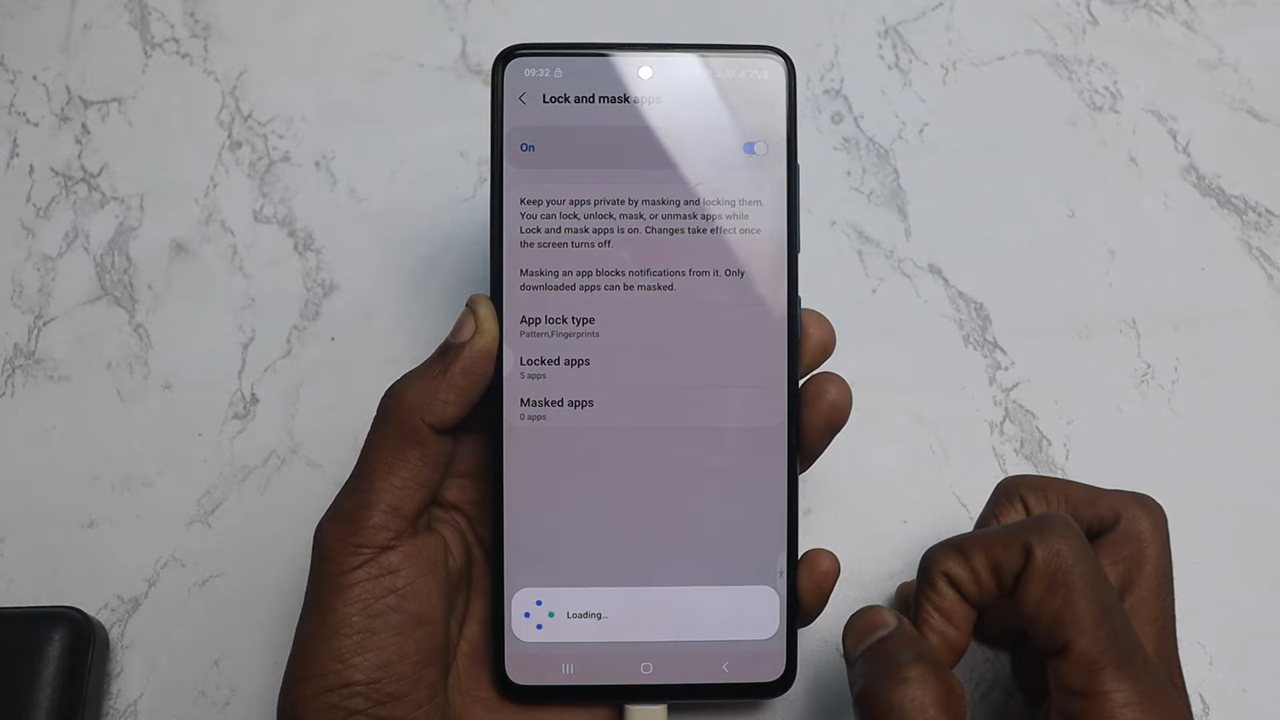 09:32
Lock and mask apps
On
Keep your apps private by masking and locking them.
You can lock, unlock, mask, or unmask apps while
Lock and mask apps is on. Changes take effect once
the screen turns off.
Masking an app blocks notifications from it. Only
downloaded apps can be masked.
App lock type
Pattern,Fingerprints
Locked apps
5 apps
Masked apps
0 apps
Loading...